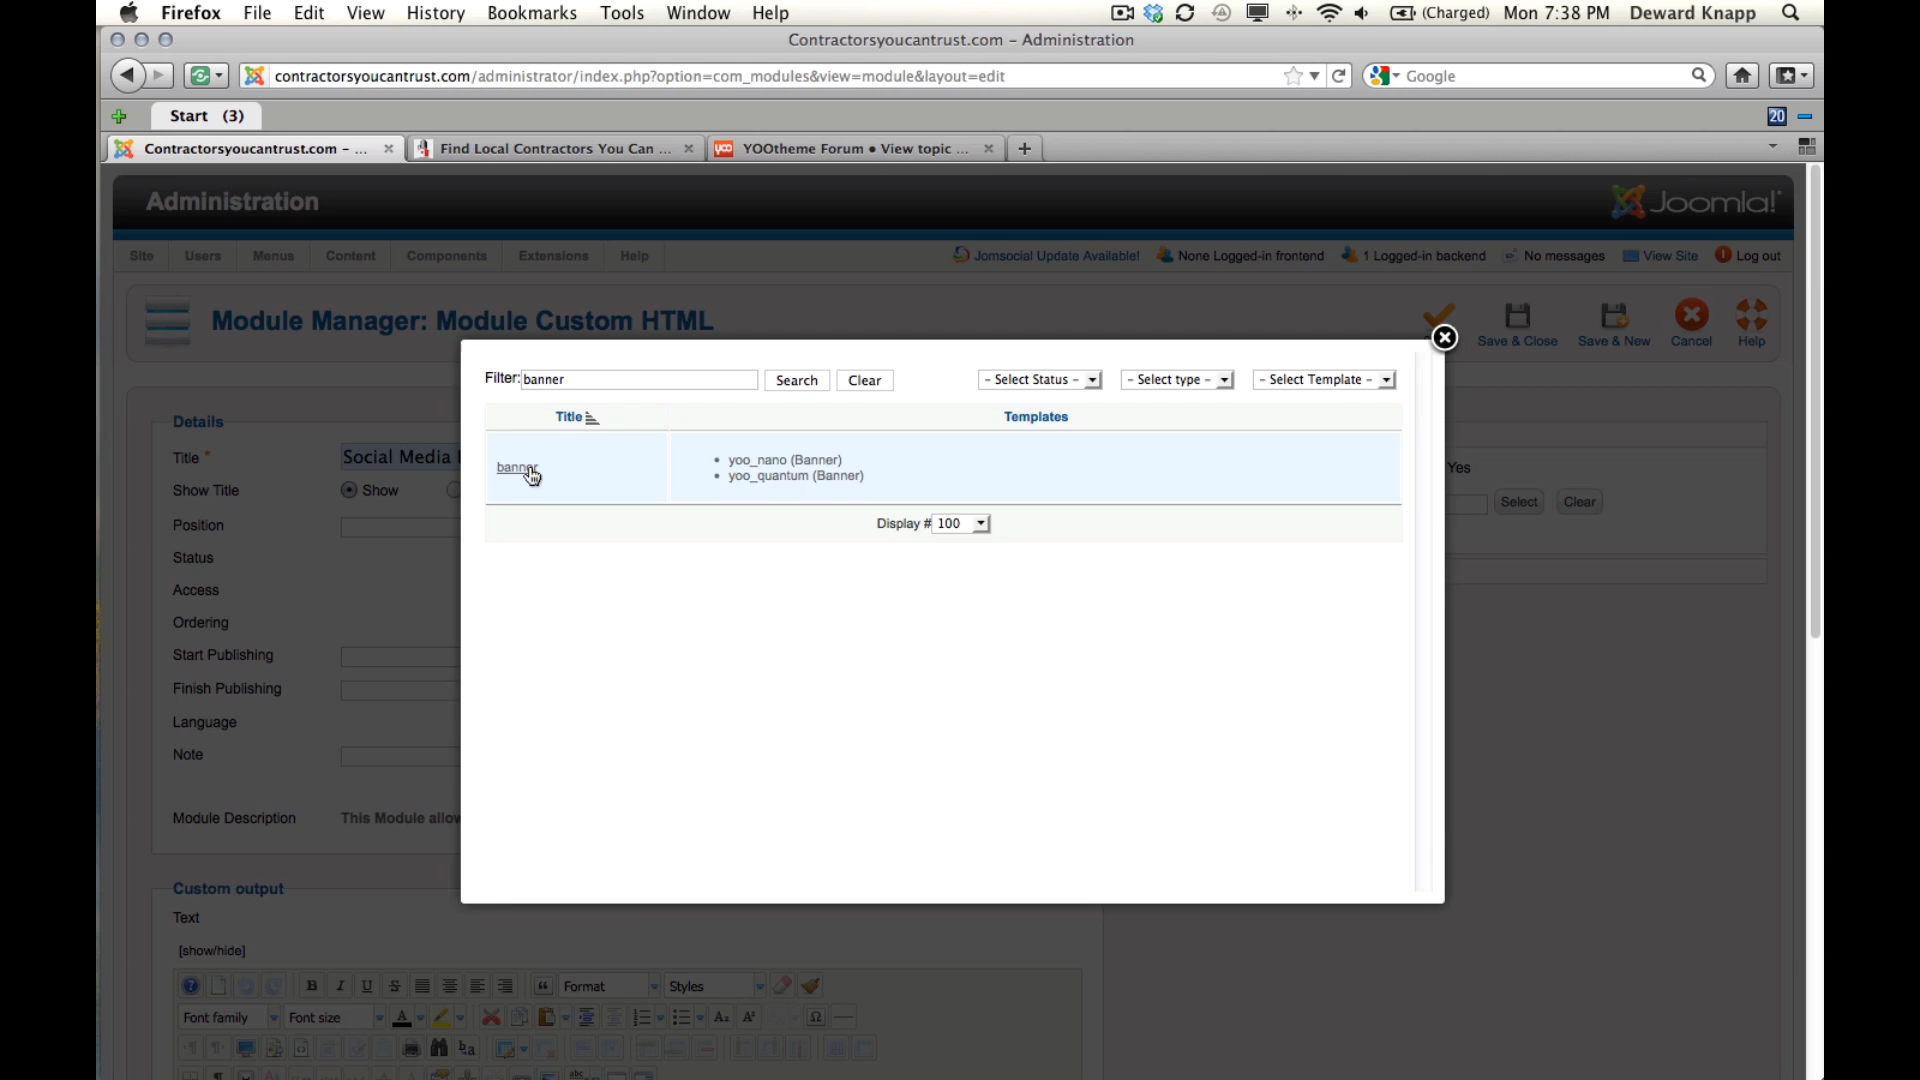 Firefox File Edit View History Bookmarks Tools Window Help (Charged) Mon 7:38 PM Deward Knapp
Contractorsyoucantrust.com – Administration
contractorsyoucantrust.com/administrator/index.php?option=com_modules&view=module&layout=edit Google
Start (3) 20
Contractorsyoucantrust.com – ... Find Local Contractors You Can ... yoo YOOtheme Forum • View topic ...
Administration Joomla!
Site Users Menus Content Components Extensions Help Jomsocial Update Available! None Logged-in frontend 1 Logged-in backend No messages View Site Log out
Module Manager: Module Custom HTML
Save & Close Save & New Cancel Help
Filter: banner Search Clear - Select Status - - Select type - - Select Template -
Title Templates
banner
• yoo_nano (Banner)
• yoo_quantum (Banner)
Display # 100
Details
Title * Social Media
Show Title Show
Position
Status
Access
Ordering
Start Publishing
Finish Publishing
Language
Note
Module Description This Module allow
Yes
Select Clear
Custom output
Text
[show/hide]
B I U S Format Styles
Font family Font size A